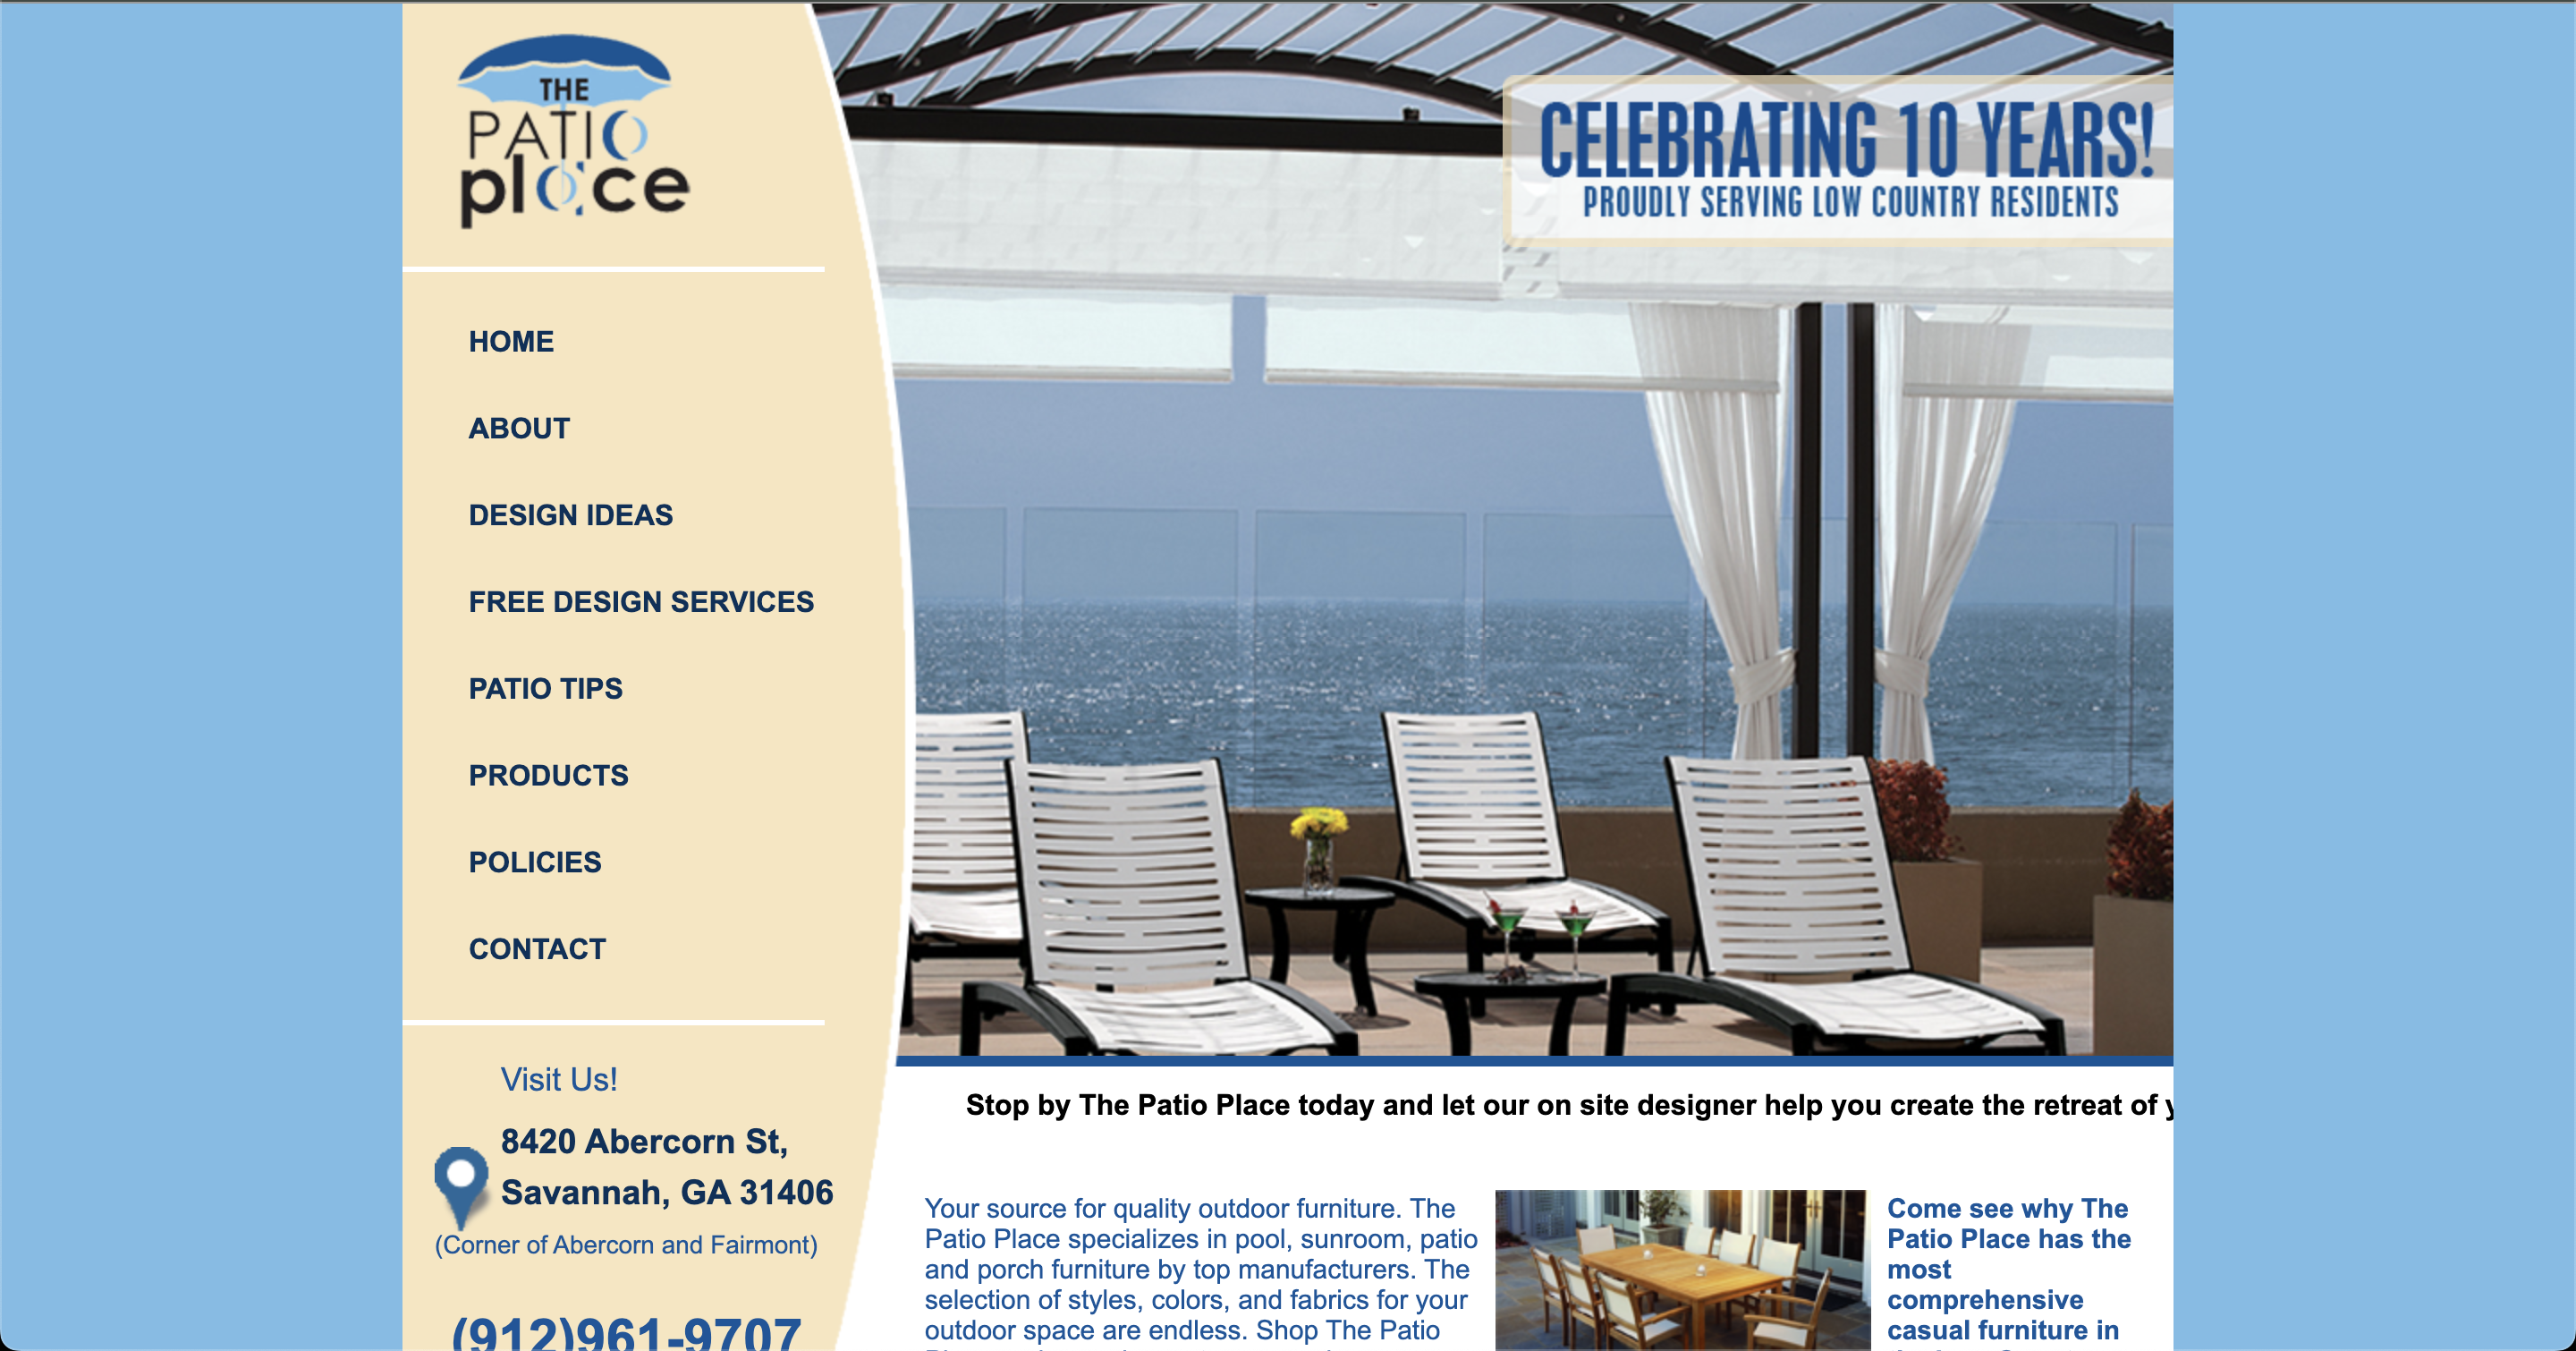 THE
PATIO
place
CELEBRATING 10 YEARS!
PROUDLY SERVING LOW COUNTRY RESIDENTS
HOME
ABOUT
DESIGN IDEAS
FREE DESIGN SERVICES
PATIO TIPS
PRODUCTS
POLICIES
CONTACT
Visit Us!
8420 Abercorn St,
Savannah, GA 31406
(Corner of Abercorn and Fairmont)
(912)961-9707
Stop by The Patio Place today and let our on site designer help you create the retreat of
Your source for quality outdoor furniture. The
Patio Place specializes in pool, sunroom, patio
and porch furniture by top manufacturers. The
selection of styles, colors, and fabrics for your
outdoor space are endless. Shop The Patio
Come see why The
Patio Place has the
most
comprehensive
casual furniture in